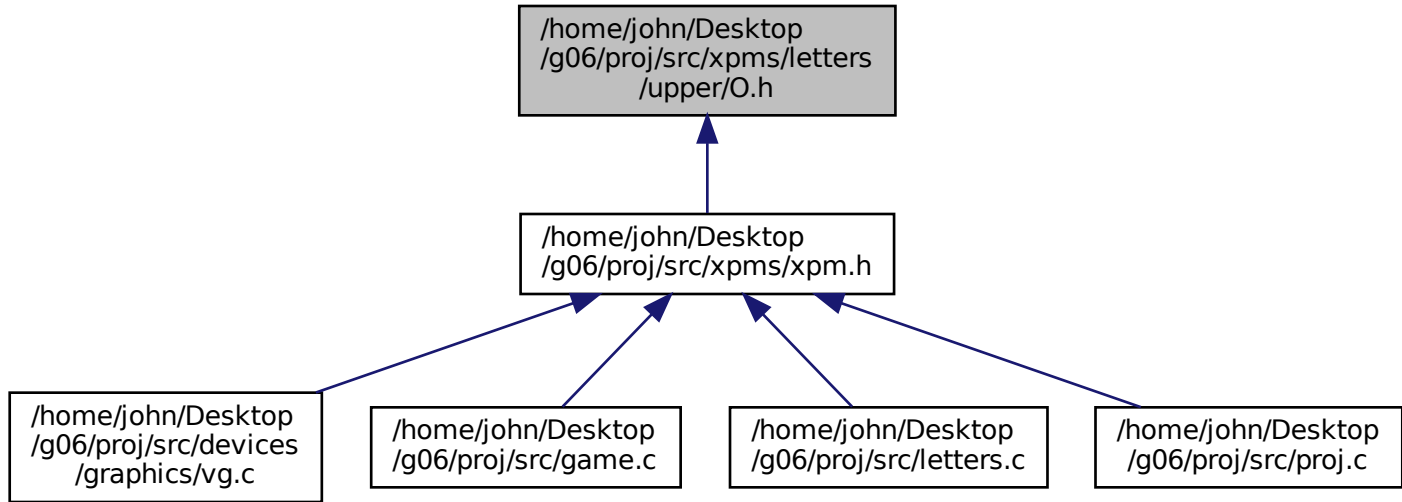 /home/john/Desktop
/g06/proj/src/xpms/letters
/upper/O.h
/home/john/Desktop
/g06/proj/src/xpms/xpm.h
/home/john/Desktop
/g06/proj/src/devices
/graphics/vg.c
/home/john/Desktop
/g06/proj/src/game.c
/home/john/Desktop
/g06/proj/src/letters.c
/home/john/Desktop
/g06/proj/src/proj.c